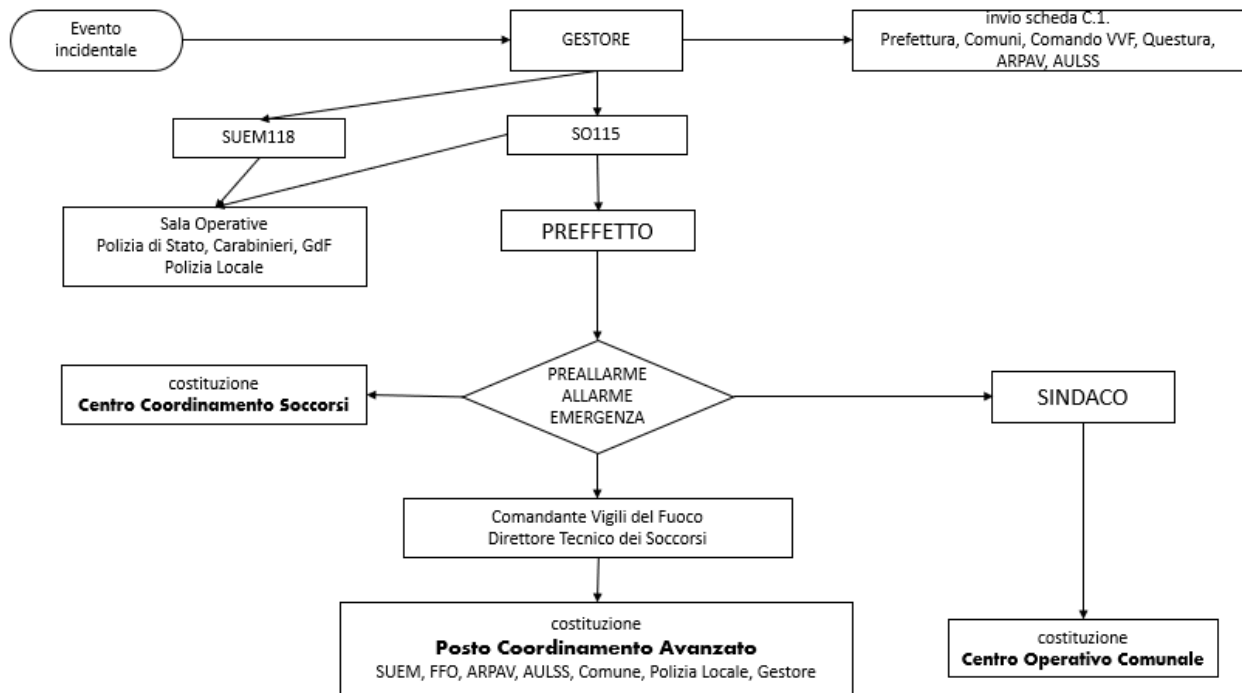 Evento
incidentale
GESTORE
invio scheda C.1.
Prefettura, Comuni, Comando VVF, Questura,
ARPAV, AULSS
SUEM118
SO115
Sala Operative
Polizia di Stato, Carabinieri, GdF
Polizia Locale
PREFFETTO
PREALLARME
ALLARME
EMERGENZA
costituzione
Centro Coordinamento Soccorsi
SINDACO
Comandante Vigili del Fuoco
Direttore Tecnico dei Soccorsi
costituzione
Posto Coordinamento Avanzato
SUEM, FFO, ARPAV, AULSS, Comune, Polizia Locale, Gestore
costituzione
Centro Operativo Comunale